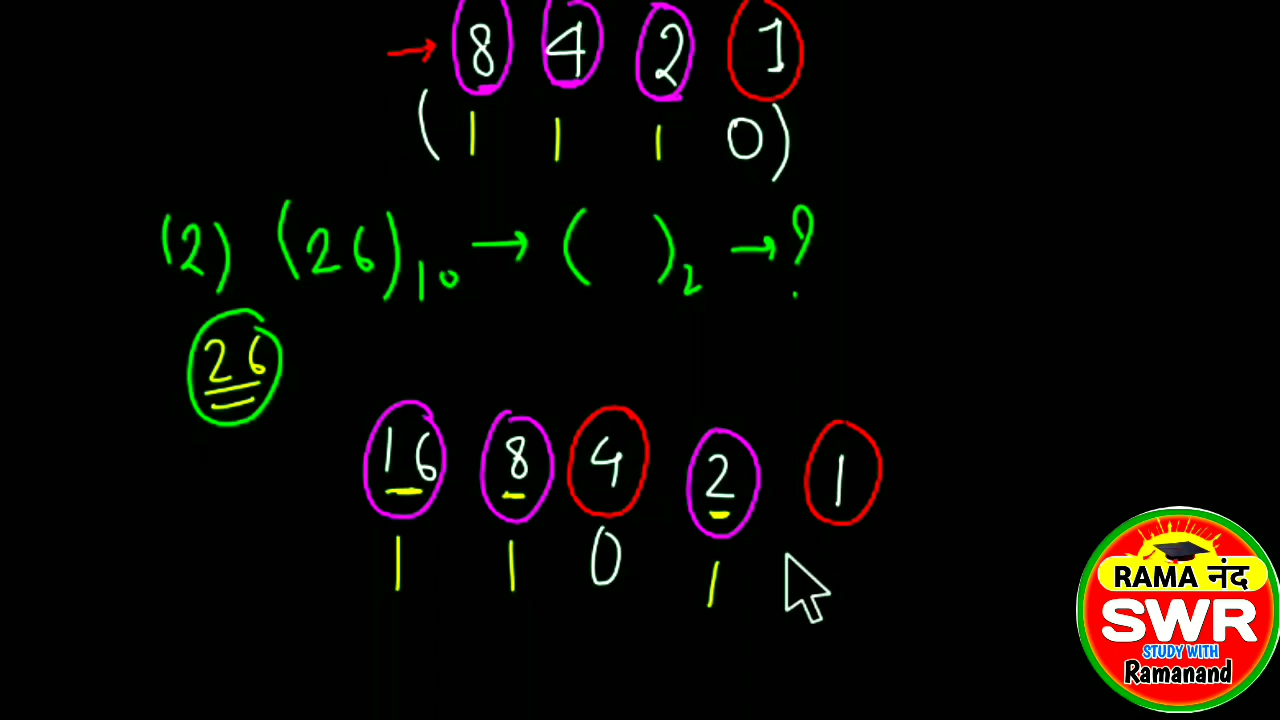 → 8 4 2 1
( 1 1 1 0 )
(2) (26)₁₀ → ( )₂ → ?
26
16 8 4 2 1
1 1 0 1
RAMA नंद
SWR
STUDY WITH
Ramanand